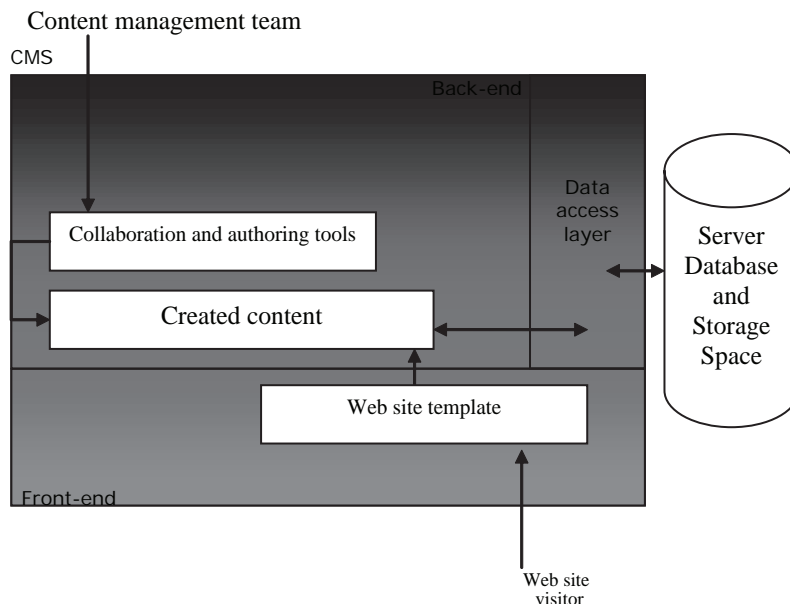 Content management team
CMS
Back-end
Data
access
layer
Collaboration and authoring tools
Server
Database
and
Storage
Space
Created content
Web site template
Front-end
Web site
visitor